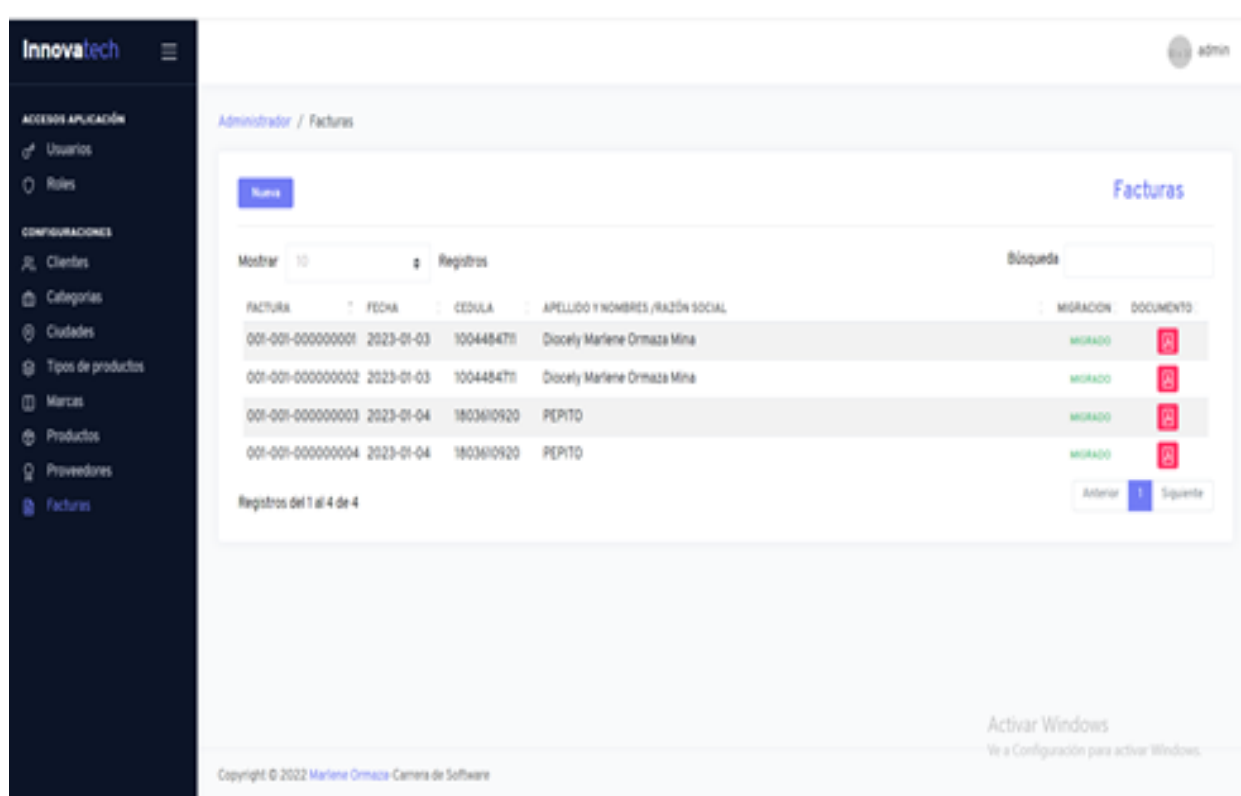 Innovatech
admin
ACCESOS APLICACIÓN
Usuarios
Roles
CONFIGURACIONES
Clientes
Categorias
Ciudades
Tipos de productos
Marcas
Productos
Proveedores
Facturas
Administrador / Facturas
Nueva
Facturas
Mostrar 10 Registros
Búsqueda
FACTURA FECHA CEDULA APELLIDO Y NOMBRES /RAZÓN SOCIAL MIGRACION DOCUMENTO
001-001-000000001 2023-01-03 1004484711 Diocely Marlene Ormaza Mina MIGRADO
001-001-000000002 2023-01-03 1004484711 Diocely Marlene Ormaza Mina MIGRADO
001-001-000000003 2023-01-04 1803610920 PEPITO MIGRADO
001-001-000000004 2023-01-04 1803610920 PEPITO MIGRADO
Registros del 1 al 4 de 4
Anterior 1 Siguiente
Activar Windows
Ve a Configuración para activar Windows.
Copyright © 2022 Marlene Ormaza-Carrera de Software